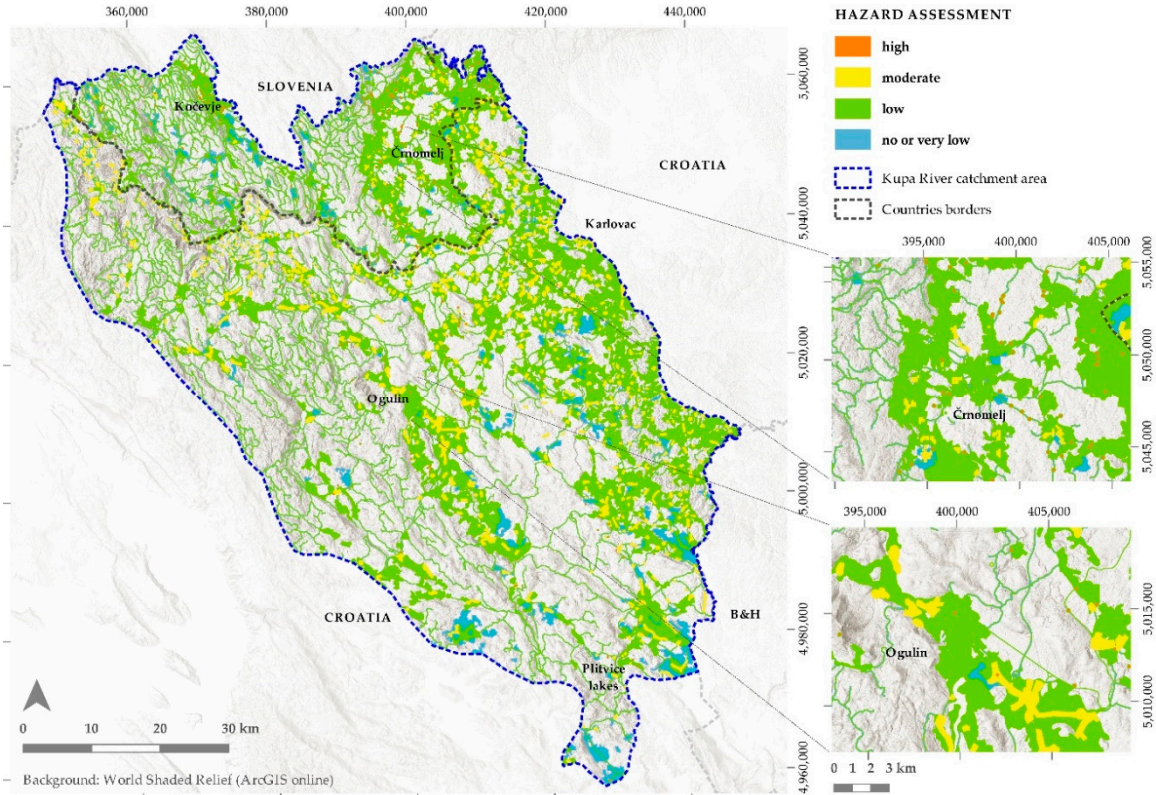 360,000
380,000
400,000
420,000
440,000
HAZARD ASSESSMENT
high
moderate
low
no or very low
Kupa River catchment area
Countries borders
5,060,000
5,040,000
5,020,000
5,000,000
4,980,000
4,960,000
SLOVENIA
Kočevje
Črnomelj
CROATIA
Karlovac
Ogulin
CROATIA
B&H
Plitvice
lakes
0 10 20 30 km
Background: World Shaded Relief (ArcGIS online)
395,000
400,000
405,000
5,055,000
5,050,000
5,045,000
Črnomelj
395,000
400,000
405,000
5,015,000
5,010,000
Ogulin
0 1 2 3 km